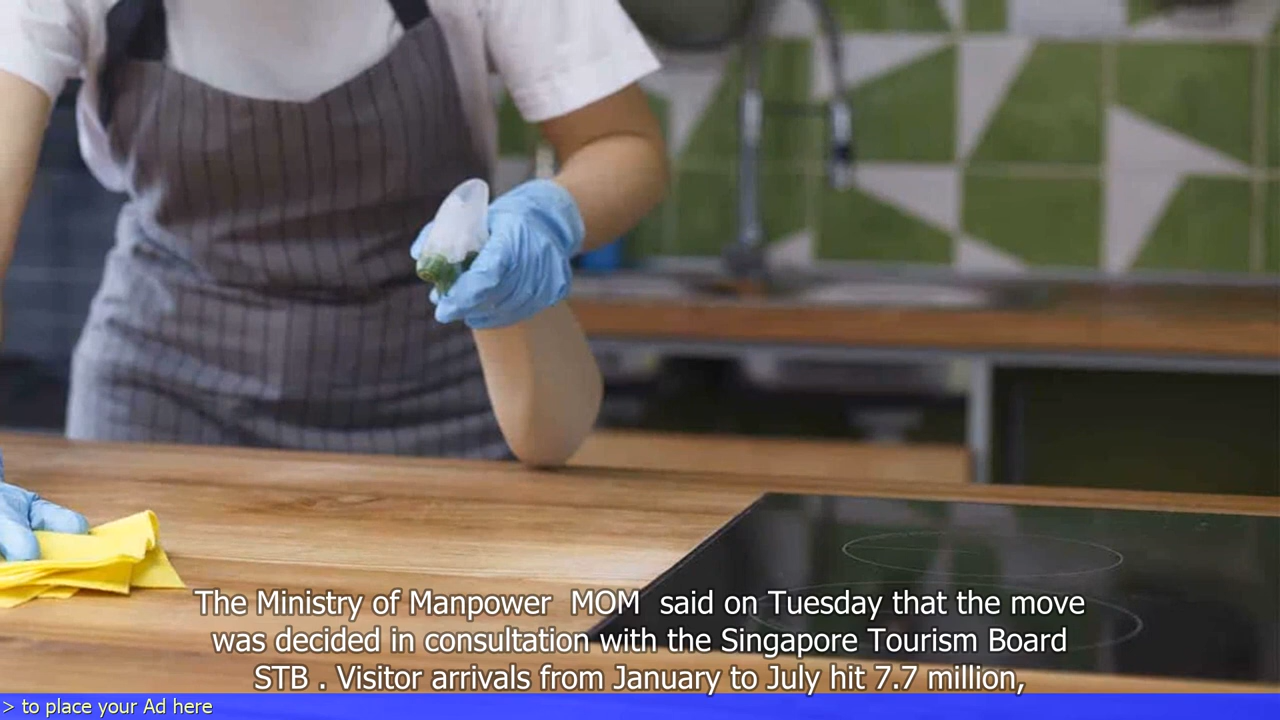 The Ministry of Manpower  MOM  said on Tuesday that the move
was decided in consultation with the Singapore Tourism Board
STB . Visitor arrivals from January to July hit 7.7 million,
> to place your Ad here